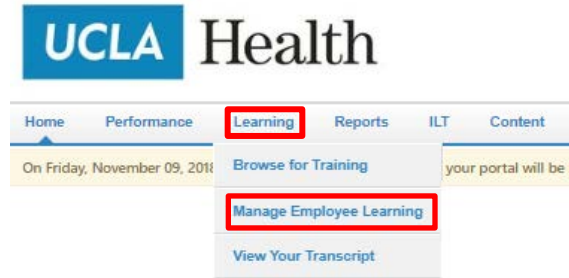 UCLA Health
Home Performance Learning Reports ILT Content
On Friday, November 09, 201 your portal will be
Browse for Training
Manage Employee Learning
View Your Transcript